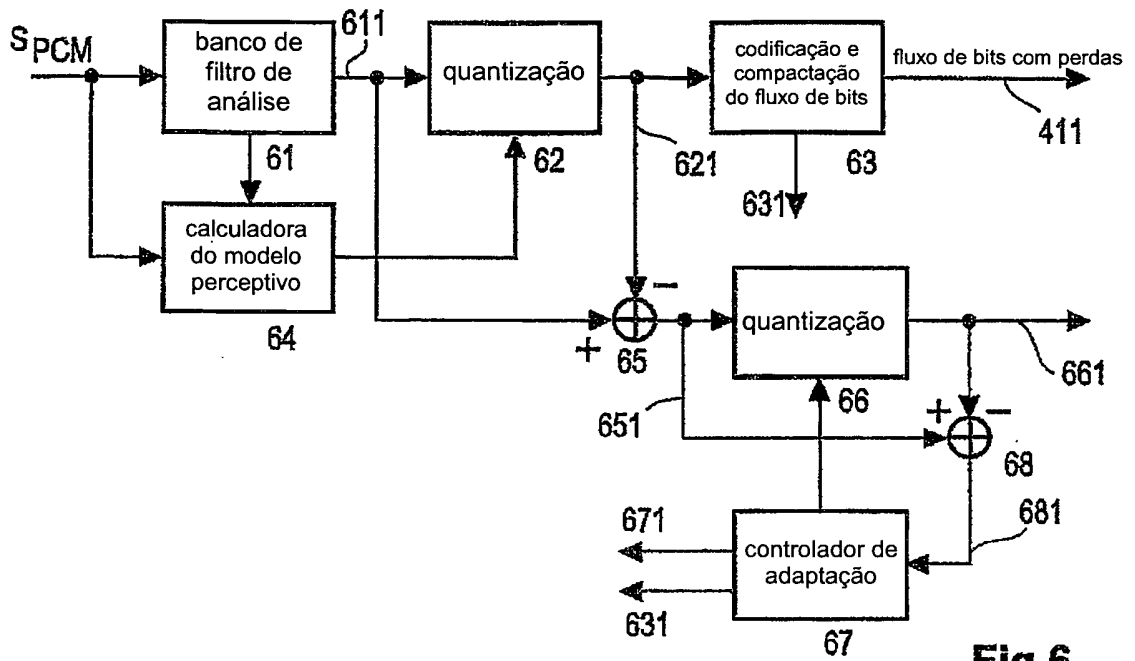 S PCM
banco de
filtro de
análise
61
611
quantização
62
621
codificação e
compactação
do fluxo de bits
63
631
fluxo de bits com perdas
411
calculadora
do modelo
perceptivo
64
+
−
65
651
quantização
66
661
+
−
68
681
controlador de
adaptação
67
671
631
Fig 6